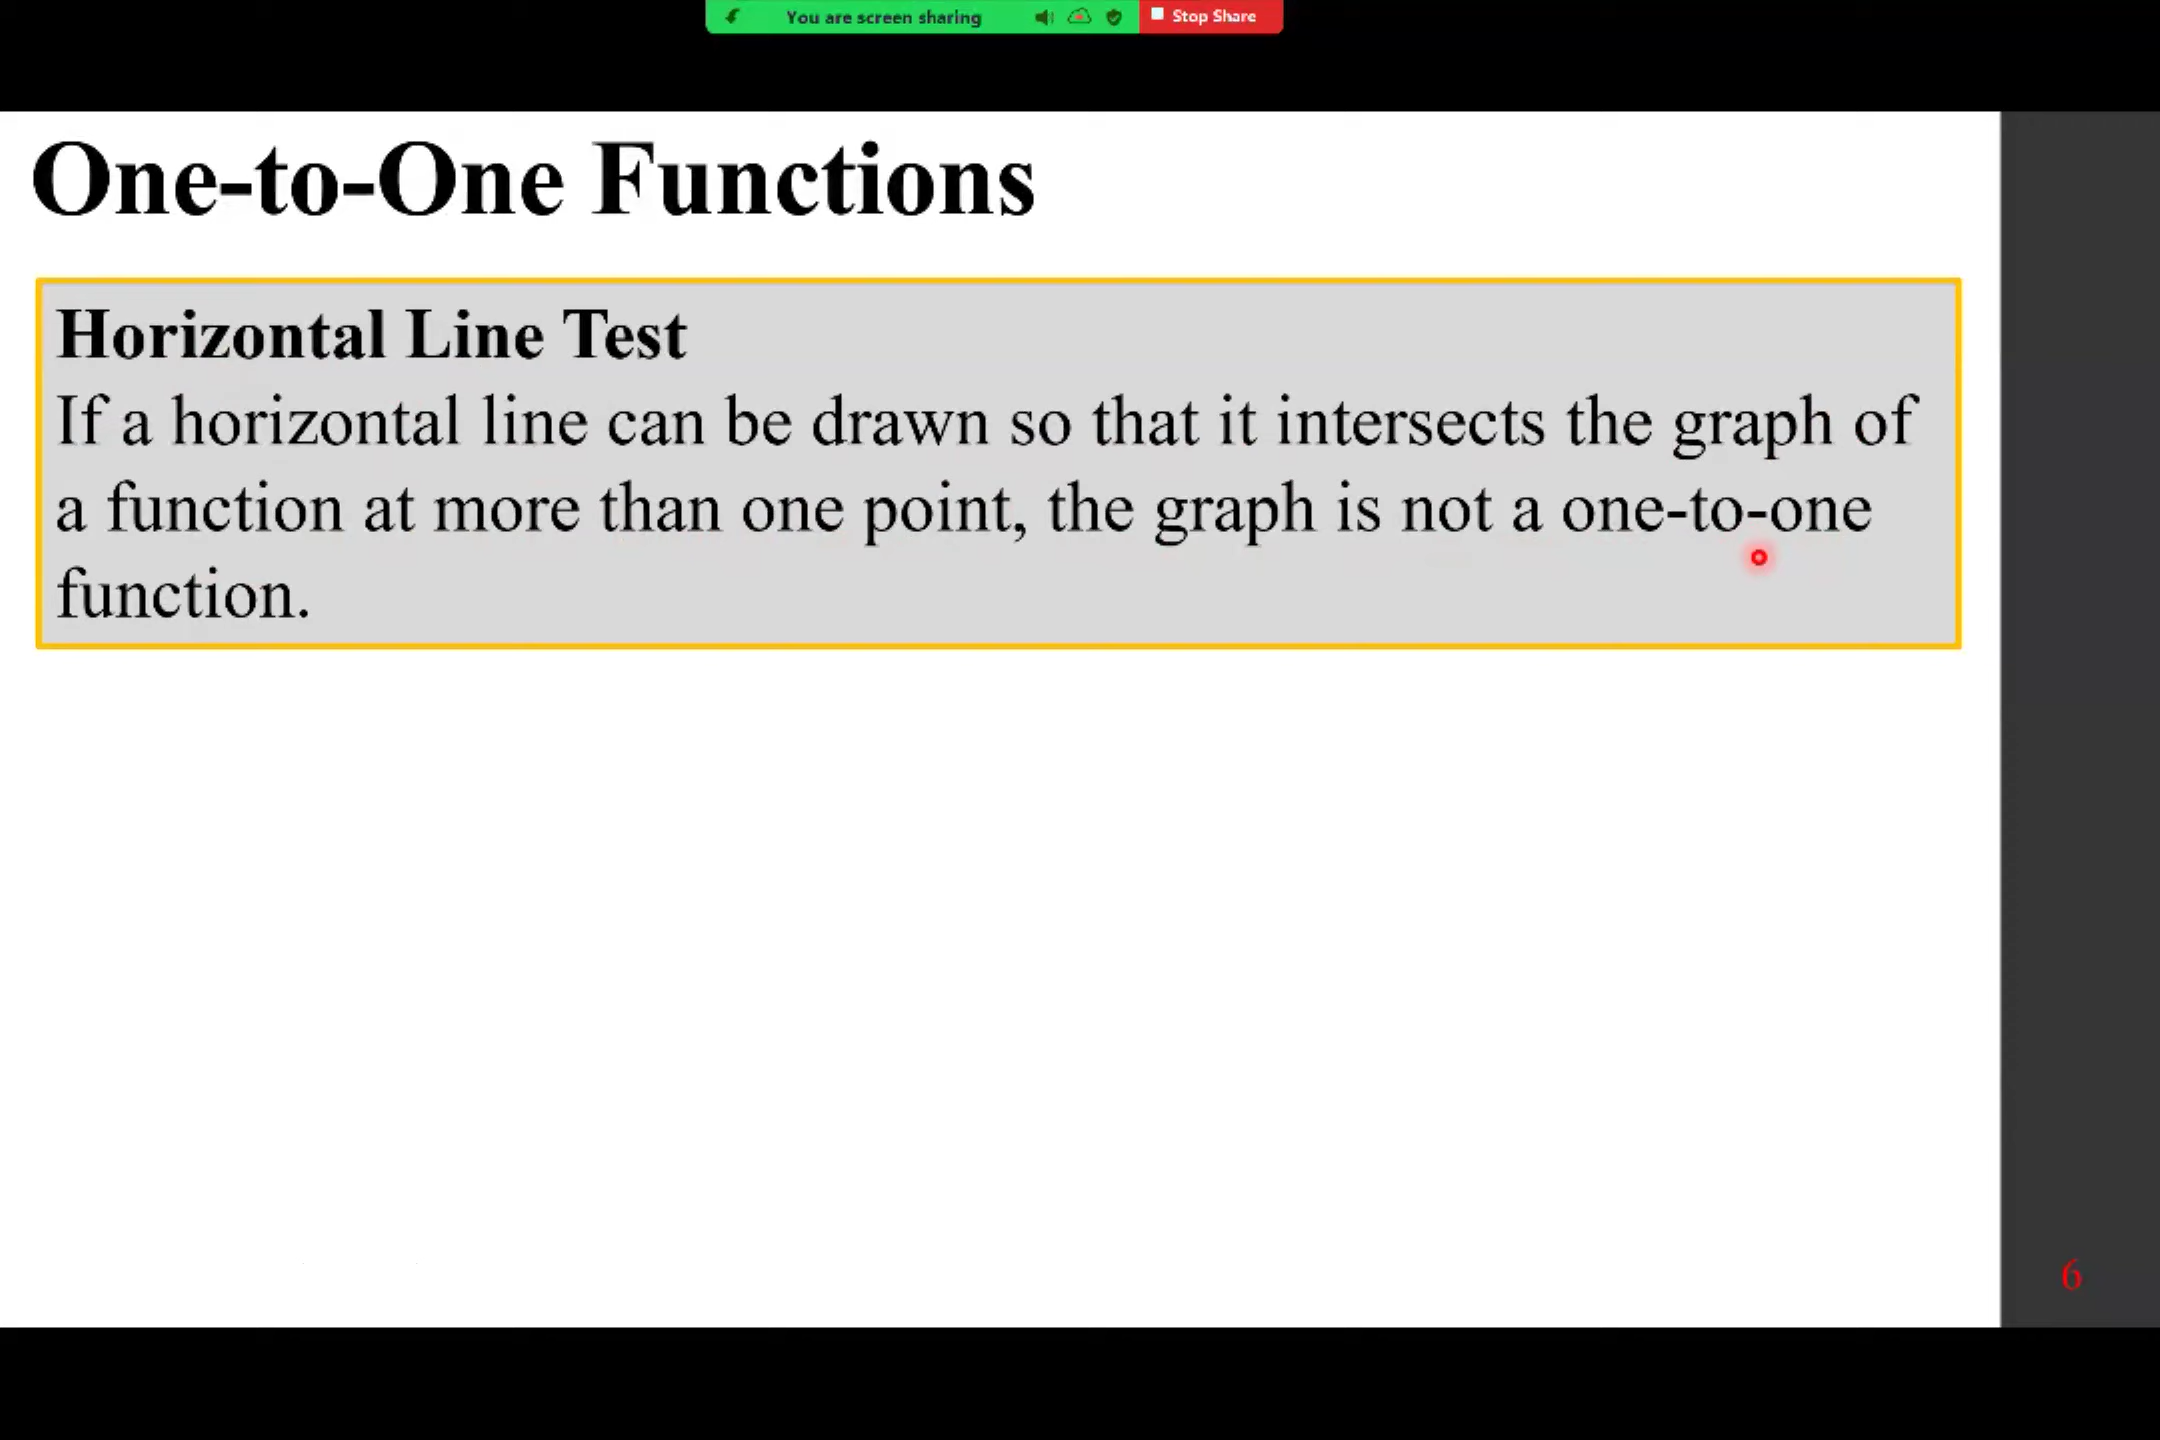 You are screen sharing
Stop Share
One-to-One Functions
Horizontal Line Test
If a horizontal line can be drawn so that it intersects the graph of
a function at more than one point, the graph is not a one-to-one
function.
6